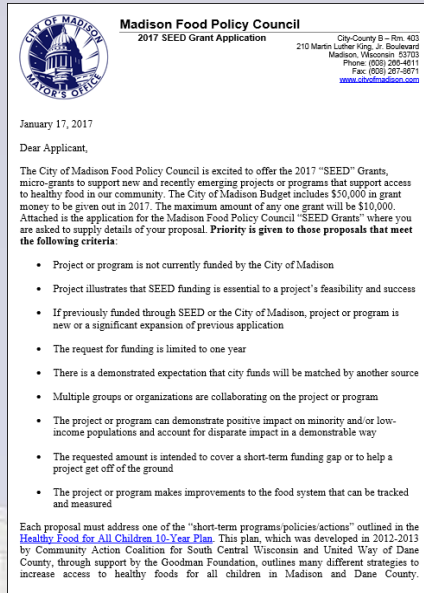 CITY OF MADISON
MAYOR'S OFFICE
Madison Food Policy Council
2017 SEED Grant Application
City-County B – Rm. 403
210 Martin Luther King, Jr. Boulevard
Madison, Wisconsin 53703
Phone: (608) 266-4611
Fax: (608) 267-8671
www.cityofmadison.com
January 17, 2017
Dear Applicant,
The City of Madison Food Policy Council is excited to offer the 2017 “SEED” Grants,
micro-grants to support new and recently emerging projects or programs that support access
to healthy food in our community. The City of Madison Budget includes $50,000 in grant
money to be given out in 2017. The maximum amount of any one grant will be $10,000.
Attached is the application for the Madison Food Policy Council “SEED Grants” where you
are asked to supply details of your proposal. Priority is given to those proposals that meet
the following criteria:
• Project or program is not currently funded by the City of Madison
• Project illustrates that SEED funding is essential to a project’s feasibility and success
• If previously funded through SEED or the City of Madison, project or program is
new or a significant expansion of previous application
• The request for funding is limited to one year
• There is a demonstrated expectation that city funds will be matched by another source
• Multiple groups or organizations are collaborating on the project or program
• The project or program can demonstrate positive impact on minority and/or low-
income populations and account for disparate impact in a demonstrable way
• The requested amount is intended to cover a short-term funding gap or to help a
project get off of the ground
• The project or program makes improvements to the food system that can be tracked
and measured
Each proposal must address one of the “short-term programs/policies/actions” outlined in the
Healthy Food for All Children 10-Year Plan. This plan, which was developed in 2012-2013
by Community Action Coalition for South Central Wisconsin and United Way of Dane
County, through support by the Goodman Foundation, outlines many different strategies to
increase access to healthy foods for all children in Madison and Dane County.